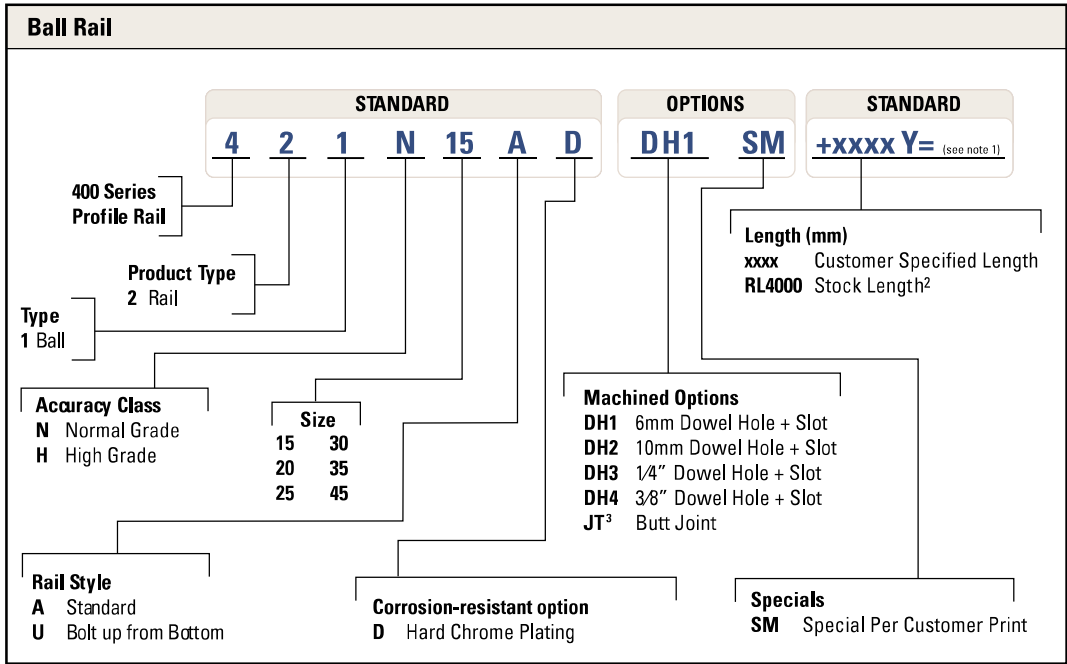 Ball Rail
STANDARD
OPTIONS
STANDARD
4 2 1 N 15 A D
DH1 SM
+xxxx Y= (see note 1)
400 Series
Profile Rail
Product Type
2 Rail
Type
1 Ball
Length (mm)
xxxx Customer Specified Length
RL4000 Stock Length²
Accuracy Class
N Normal Grade
H High Grade
Size
15 30
20 35
25 45
Machined Options
DH1 6mm Dowel Hole + Slot
DH2 10mm Dowel Hole + Slot
DH3 1/4" Dowel Hole + Slot
DH4 3/8" Dowel Hole + Slot
JT³ Butt Joint
Rail Style
A Standard
U Bolt up from Bottom
Corrosion-resistant option
D Hard Chrome Plating
Specials
SM Special Per Customer Print